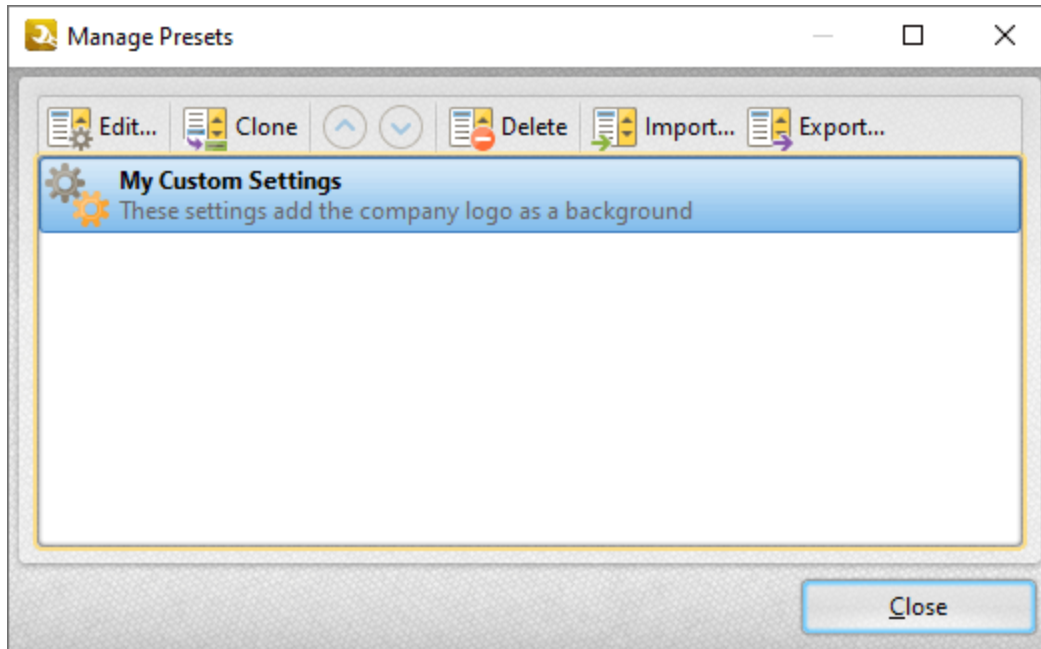 Manage Presets
Edit... Clone Delete Import... Export...
My Custom Settings
These settings add the company logo as a background
Close